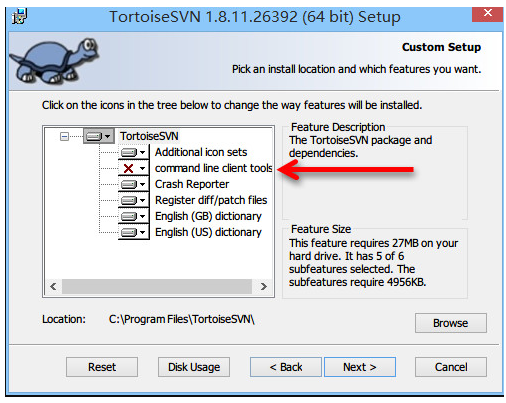 TortoiseSVN 1.8.11.26392 (64 bit) Setup
Custom Setup
Pick an install location and which features you want.
Click on the icons in the tree below to change the way features will be installed.
TortoiseSVN
Additional icon sets
command line client tools
Crash Reporter
Register diff/patch files
English (GB) dictionary
English (US) dictionary
Feature Description
The TortoiseSVN package and
dependencies.
Feature Size
This feature requires 27MB on your
hard drive. It has 5 of 6
subfeatures selected. The
subfeatures require 4956KB.
Location: C:\Program Files\TortoiseSVN\
Browse
Reset Disk Usage < Back Next > Cancel